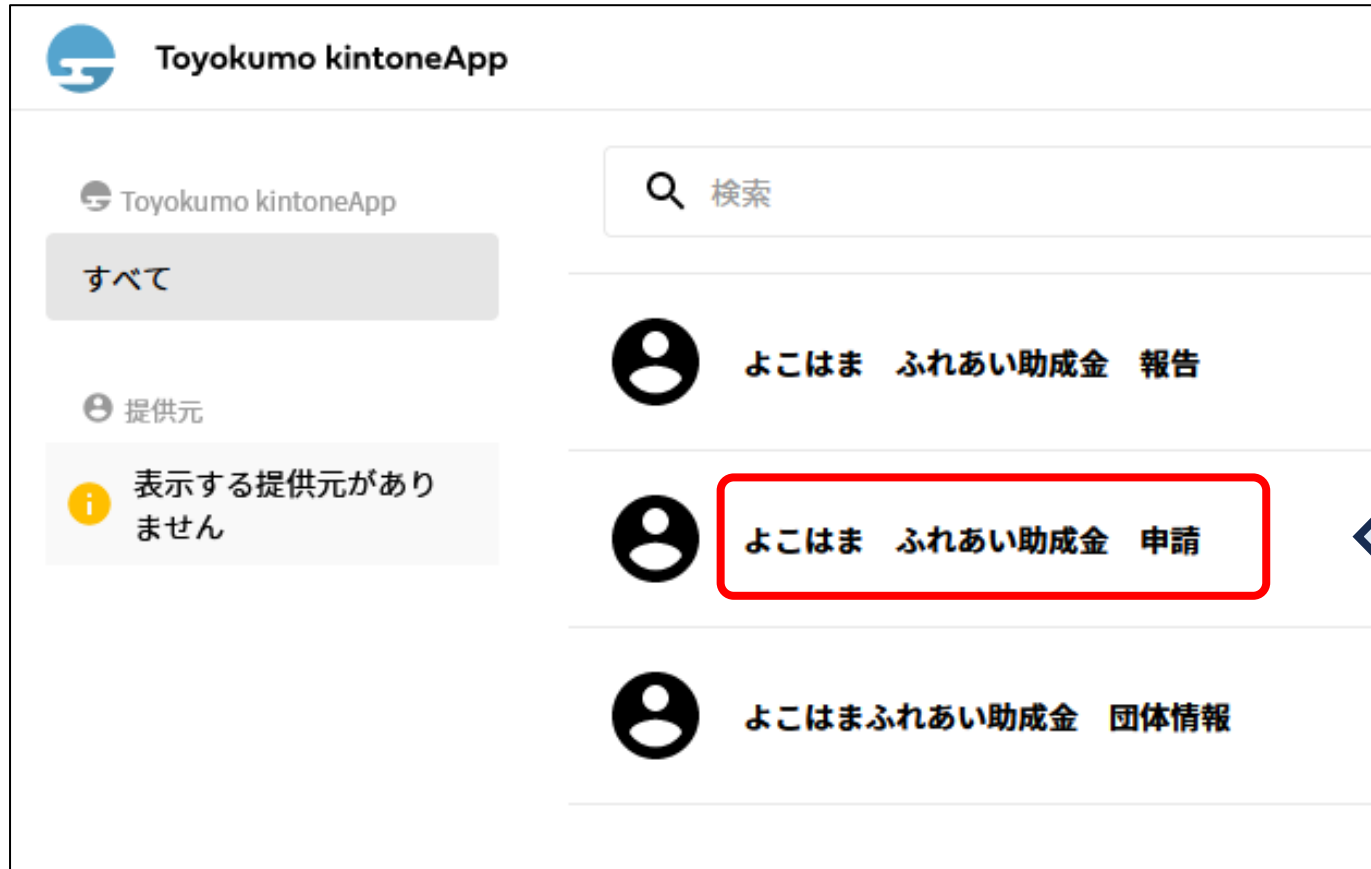 Toyokumo kintoneApp
Toyokumo kintoneApp
すべて
提供元
表示する提供元があり
ません
検索
よこはま　ふれあい助成金　報告
よこはま　ふれあい助成金　申請
よこはまふれあい助成金　団体情報